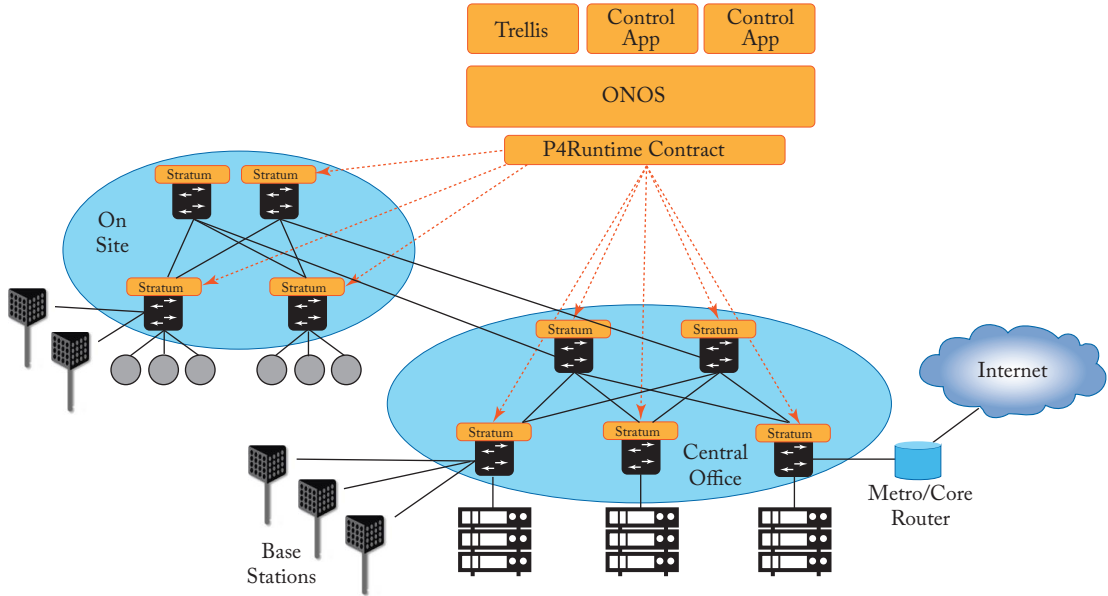 Trellis
Control
App
Control
App
ONOS
P4Runtime Contract
Stratum
Stratum
On
Site
Stratum
Stratum
Stratum
Stratum
Internet
Stratum
Stratum
Stratum
Central
Office
Metro/Core
Router
Base
Stations